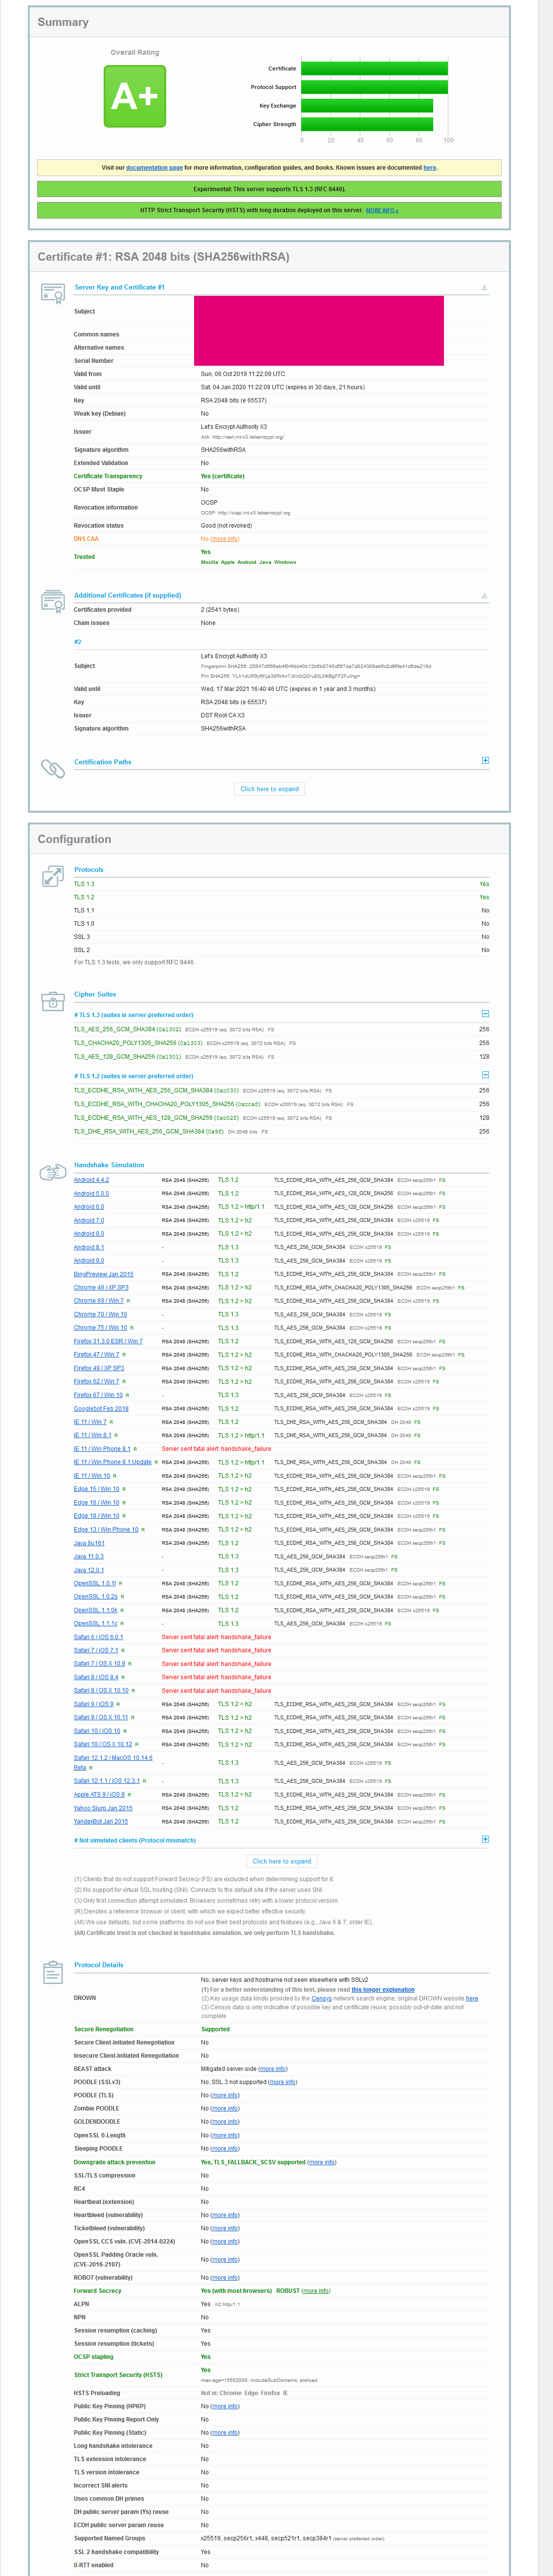 Summary
Overall Rating
A+
Certificate
Protocol Support
Key Exchange
Cipher Strength
0 20 40 60 80 100
Visit our documentation page for more information, configuration guides, and books. Known issues are documented here.
Experimental: This server supports TLS 1.3 (RFC 8446).
HTTP Strict Transport Security (HSTS) with long duration deployed on this server. MORE INFO »
Certificate #1: RSA 2048 bits (SHA256withRSA)
Server Key and Certificate #1
Subject
Common names
Alternative names
Serial Number
Valid from Sun, 06 Oct 2019 11:22:09 UTC
Valid until Sat, 04 Jan 2020 11:22:09 UTC (expires in 30 days, 21 hours)
Key RSA 2048 bits (e 65537)
Weak key (Debian) No
Issuer Let's Encrypt Authority X3
AIA: http://cert.int-x3.letsencrypt.org/
Signature algorithm SHA256withRSA
Extended Validation No
Certificate Transparency Yes (certificate)
OCSP Must Staple No
Revocation information OCSP
OCSP: http://ocsp.int-x3.letsencrypt.org
Revocation status Good (not revoked)
DNS CAA No (more info)
Trusted Yes
Mozilla Apple Android Java Windows
Additional Certificates (if supplied)
Certificates provided 2 (2541 bytes)
Chain issues None
#2
Subject Let's Encrypt Authority X3
Fingerprint SHA256:
Pin SHA256:
Valid until Wed, 17 Mar 2021 16:40:46 UTC (expires in 1 year and 3 months)
Key RSA 2048 bits (e 65537)
Issuer DST Root CA X3
Signature algorithm SHA256withRSA
Certification Paths
Click here to expand
Configuration
Protocols
TLS 1.3 Yes
TLS 1.2 Yes
TLS 1.1 No
TLS 1.0 No
SSL 3 No
SSL 2 No
For TLS 1.3 tests, we only support RFC 8446.
Cipher Suites
# TLS 1.3 (suites in server-preferred order)
TLS_AES_256_GCM_SHA384 (0x1302) ECDH x25519 (eq. 3072 bits RSA) FS 256
TLS_CHACHA20_POLY1305_SHA256 (0x1303) ECDH x25519 (eq. 3072 bits RSA) FS 256
TLS_AES_128_GCM_SHA256 (0x1301) ECDH x25519 (eq. 3072 bits RSA) FS 128
# TLS 1.2 (suites in server-preferred order)
TLS_ECDHE_RSA_WITH_AES_256_GCM_SHA384 (0xc030) ECDH x25519 (eq. 3072 bits RSA) FS 256
TLS_ECDHE_RSA_WITH_CHACHA20_POLY1305_SHA256 (0xcca8) ECDH x25519 (eq. 3072 bits RSA) FS 256
TLS_ECDHE_RSA_WITH_AES_128_GCM_SHA256 (0xc02f) ECDH x25519 (eq. 3072 bits RSA) FS 128
TLS_DHE_RSA_WITH_AES_256_GCM_SHA384 (0x9f) DH 2048 bits FS 256
Handshake Simulation
Android 4.4.2 RSA 2048 (SHA256) TLS 1.2 TLS_ECDHE_RSA_WITH_AES_256_GCM_SHA384 ECDH secp256r1 FS
Android 5.0.0 RSA 2048 (SHA256) TLS 1.2 TLS_ECDHE_RSA_WITH_AES_128_GCM_SHA256 ECDH secp256r1 FS
Android 6.0 RSA 2048 (SHA256) TLS 1.2 > http/1.1 TLS_ECDHE_RSA_WITH_AES_128_GCM_SHA256 ECDH secp256r1 FS
Android 7.0 RSA 2048 (SHA256) TLS 1.2 > h2 TLS_ECDHE_RSA_WITH_AES_256_GCM_SHA384 ECDH x25519 FS
Android 8.0 RSA 2048 (SHA256) TLS 1.2 > h2 TLS_ECDHE_RSA_WITH_AES_256_GCM_SHA384 ECDH x25519 FS
Android 8.1 - TLS 1.3 TLS_AES_256_GCM_SHA384 ECDH x25519 FS
Android 9.0 - TLS 1.3 TLS_AES_256_GCM_SHA384 ECDH x25519 FS
BingPreview Jan 2015 RSA 2048 (SHA256) TLS 1.2 TLS_ECDHE_RSA_WITH_AES_256_GCM_SHA384 ECDH secp256r1 FS
Chrome 49 / XP SP3 RSA 2048 (SHA256) TLS 1.2 > h2 TLS_ECDHE_RSA_WITH_CHACHA20_POLY1305_SHA256 ECDH secp256r1 FS
Chrome 69 / Win 7 R RSA 2048 (SHA256) TLS 1.2 > h2 TLS_ECDHE_RSA_WITH_AES_256_GCM_SHA384 ECDH x25519 FS
Chrome 70 / Win 10 - TLS 1.3 TLS_AES_256_GCM_SHA384 ECDH x25519 FS
Chrome 75 / Win 10 R - TLS 1.3 TLS_AES_256_GCM_SHA384 ECDH x25519 FS
Firefox 31.3.0 ESR / Win 7 RSA 2048 (SHA256) TLS 1.2 TLS_ECDHE_RSA_WITH_AES_128_GCM_SHA256 ECDH secp256r1 FS
Firefox 47 / Win 7 R RSA 2048 (SHA256) TLS 1.2 > h2 TLS_ECDHE_RSA_WITH_CHACHA20_POLY1305_SHA256 ECDH secp256r1 FS
Firefox 49 / XP SP3 RSA 2048 (SHA256) TLS 1.2 > h2 TLS_ECDHE_RSA_WITH_AES_256_GCM_SHA384 ECDH secp256r1 FS
Firefox 62 / Win 7 R RSA 2048 (SHA256) TLS 1.2 > h2 TLS_ECDHE_RSA_WITH_AES_256_GCM_SHA384 ECDH x25519 FS
Firefox 67 / Win 10 R - TLS 1.3 TLS_AES_256_GCM_SHA384 ECDH x25519 FS
Googlebot Feb 2018 RSA 2048 (SHA256) TLS 1.2 TLS_ECDHE_RSA_WITH_AES_256_GCM_SHA384 ECDH x25519 FS
IE 11 / Win 7 R RSA 2048 (SHA256) TLS 1.2 TLS_DHE_RSA_WITH_AES_256_GCM_SHA384 DH 2048 FS
IE 11 / Win 8.1 R RSA 2048 (SHA256) TLS 1.2 > http/1.1 TLS_DHE_RSA_WITH_AES_256_GCM_SHA384 DH 2048 FS
IE 11 / Win Phone 8.1 R Server sent fatal alert: handshake_failure
IE 11 / Win Phone 8.1 Update R RSA 2048 (SHA256) TLS 1.2 > http/1.1 TLS_DHE_RSA_WITH_AES_256_GCM_SHA384 DH 2048 FS
IE 11 / Win 10 R RSA 2048 (SHA256) TLS 1.2 > h2 TLS_ECDHE_RSA_WITH_AES_256_GCM_SHA384 ECDH secp256r1 FS
Edge 15 / Win 10 R RSA 2048 (SHA256) TLS 1.2 > h2 TLS_ECDHE_RSA_WITH_AES_256_GCM_SHA384 ECDH x25519 FS
Edge 16 / Win 10 R RSA 2048 (SHA256) TLS 1.2 > h2 TLS_ECDHE_RSA_WITH_AES_256_GCM_SHA384 ECDH x25519 FS
Edge 18 / Win 10 R RSA 2048 (SHA256) TLS 1.2 > h2 TLS_ECDHE_RSA_WITH_AES_256_GCM_SHA384 ECDH x25519 FS
Edge 13 / Win Phone 10 R RSA 2048 (SHA256) TLS 1.2 > h2 TLS_ECDHE_RSA_WITH_AES_256_GCM_SHA384 ECDH secp256r1 FS
Java 8u161 RSA 2048 (SHA256) TLS 1.2 TLS_ECDHE_RSA_WITH_AES_256_GCM_SHA384 ECDH secp256r1 FS
Java 11.0.3 - TLS 1.3 TLS_AES_256_GCM_SHA384 ECDH secp256r1 FS
Java 12.0.1 - TLS 1.3 TLS_AES_256_GCM_SHA384 ECDH secp256r1 FS
OpenSSL 1.0.1l R RSA 2048 (SHA256) TLS 1.2 TLS_ECDHE_RSA_WITH_AES_256_GCM_SHA384 ECDH secp256r1 FS
OpenSSL 1.0.2s R RSA 2048 (SHA256) TLS 1.2 TLS_ECDHE_RSA_WITH_AES_256_GCM_SHA384 ECDH secp256r1 FS
OpenSSL 1.1.0k R RSA 2048 (SHA256) TLS 1.2 TLS_ECDHE_RSA_WITH_AES_256_GCM_SHA384 ECDH x25519 FS
OpenSSL 1.1.1c R - TLS 1.3 TLS_AES_256_GCM_SHA384 ECDH x25519 FS
Safari 6 / iOS 6.0.1 Server sent fatal alert: handshake_failure
Safari 7 / iOS 7.1 R Server sent fatal alert: handshake_failure
Safari 7 / OS X 10.9 R Server sent fatal alert: handshake_failure
Safari 8 / iOS 8.4 R Server sent fatal alert: handshake_failure
Safari 8 / OS X 10.10 R Server sent fatal alert: handshake_failure
Safari 9 / iOS 9 R RSA 2048 (SHA256) TLS 1.2 > h2 TLS_ECDHE_RSA_WITH_AES_256_GCM_SHA384 ECDH secp256r1 FS
Safari 9 / OS X 10.11 R RSA 2048 (SHA256) TLS 1.2 > h2 TLS_ECDHE_RSA_WITH_AES_256_GCM_SHA384 ECDH secp256r1 FS
Safari 10 / iOS 10 R RSA 2048 (SHA256) TLS 1.2 > h2 TLS_ECDHE_RSA_WITH_AES_256_GCM_SHA384 ECDH secp256r1 FS
Safari 10 / OS X 10.12 R RSA 2048 (SHA256) TLS 1.2 > h2 TLS_ECDHE_RSA_WITH_AES_256_GCM_SHA384 ECDH secp256r1 FS
Safari 12.1.2 / MacOS 10.14.6
Beta R - TLS 1.3 TLS_AES_256_GCM_SHA384 ECDH x25519 FS
Safari 12.1.1 / iOS 12.3.1 R - TLS 1.3 TLS_AES_256_GCM_SHA384 ECDH x25519 FS
Apple ATS 9 / iOS 9 R RSA 2048 (SHA256) TLS 1.2 > h2 TLS_ECDHE_RSA_WITH_AES_256_GCM_SHA384 ECDH secp256r1 FS
Yahoo Slurp Jan 2015 RSA 2048 (SHA256) TLS 1.2 TLS_ECDHE_RSA_WITH_AES_256_GCM_SHA384 ECDH secp256r1 FS
YandexBot Jan 2015 RSA 2048 (SHA256) TLS 1.2 TLS_ECDHE_RSA_WITH_AES_256_GCM_SHA384 ECDH secp256r1 FS
# Not simulated clients (Protocol mismatch)
Click here to expand
(1) Clients that do not support Forward Secrecy (FS) are excluded when determining support for it.
(2) No support for virtual SSL hosting (SNI). Connects to the default site if the server uses SNI.
(3) Only first connection attempt simulated. Browsers sometimes retry with a lower protocol version.
(R) Denotes a reference browser or client, with which we expect better effective security.
(All) We use defaults, but some platforms do not use their best protocols and features (e.g., Java 6 & 7, older IE).
(All) Certificate trust is not checked in handshake simulation, we only perform TLS handshake.
Protocol Details
DROWN No, server keys and hostname not seen elsewhere with SSLv2
(1) For a better understanding of this test, please read this longer explanation
(2) Key usage data kindly provided by the Censys network search engine; original DROWN website here
(3) Censys data is only indicative of possible key and certificate reuse; possibly out-of-date and not
complete
Secure Renegotiation Supported
Secure Client-Initiated Renegotiation No
Insecure Client-Initiated Renegotiation No
BEAST attack Mitigated server-side (more info)
POODLE (SSLv3) No, SSL 3 not supported (more info)
POODLE (TLS) No (more info)
Zombie POODLE No (more info)
GOLDENDOODLE No (more info)
OpenSSL 0-Length No (more info)
Sleeping POODLE No (more info)
Downgrade attack prevention Yes, TLS_FALLBACK_SCSV supported (more info)
SSL/TLS compression No
RC4 No
Heartbeat (extension) No
Heartbleed (vulnerability) No (more info)
Ticketbleed (vulnerability) No (more info)
OpenSSL CCS vuln. (CVE-2014-0224) No (more info)
OpenSSL Padding Oracle vuln.
(CVE-2016-2107) No (more info)
ROBOT (vulnerability) No (more info)
Forward Secrecy Yes (with most browsers) ROBUST (more info)
ALPN Yes h2 http/1.1
NPN No
Session resumption (caching) Yes
Session resumption (tickets) Yes
OCSP stapling Yes
Strict Transport Security (HSTS) Yes
max-age=15552000; includeSubDomains; preload
HSTS Preloading Not in: Chrome Edge Firefox IE
Public Key Pinning (HPKP) No (more info)
Public Key Pinning Report-Only No
Public Key Pinning (Static) No (more info)
Long handshake intolerance No
TLS extension intolerance No
TLS version intolerance No
Incorrect SNI alerts No
Uses common DH primes No
DH public server param (Ys) reuse No
ECDH public server param reuse No
Supported Named Groups x25519, secp256r1, x448, secp521r1, secp384r1 (server preferred order)
SSL 2 handshake compatibility Yes
0-RTT enabled No